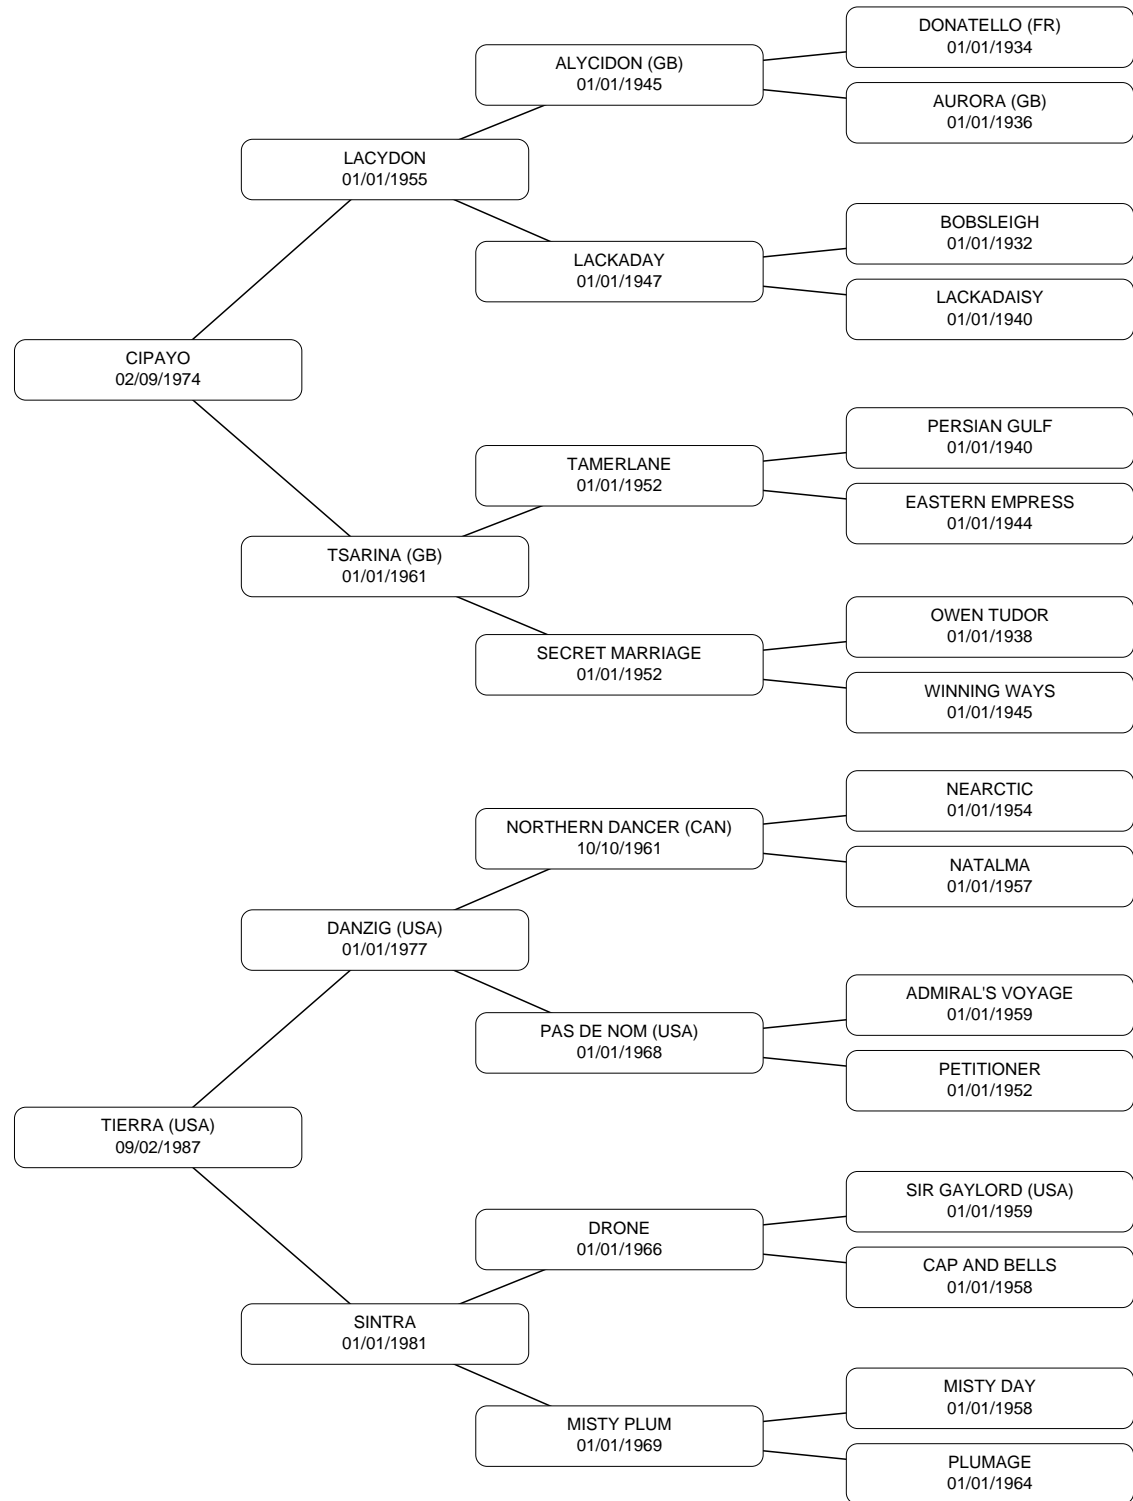 DONATELLO (FR)
01/01/1934
ALYCIDON (GB)
01/01/1945
AURORA (GB)
01/01/1936
LACYDON
01/01/1955
BOBSLEIGH
01/01/1932
LACKADAY
01/01/1947
LACKADAISY
01/01/1940
CIPAYO
02/09/1974
PERSIAN GULF
01/01/1940
TAMERLANE
01/01/1952
EASTERN EMPRESS
01/01/1944
TSARINA (GB)
01/01/1961
OWEN TUDOR
01/01/1938
SECRET MARRIAGE
01/01/1952
WINNING WAYS
01/01/1945
NEARCTIC
01/01/1954
NORTHERN DANCER (CAN)
10/10/1961
NATALMA
01/01/1957
DANZIG (USA)
01/01/1977
ADMIRAL'S VOYAGE
01/01/1959
PAS DE NOM (USA)
01/01/1968
PETITIONER
01/01/1952
TIERRA (USA)
09/02/1987
SIR GAYLORD (USA)
01/01/1959
DRONE
01/01/1966
CAP AND BELLS
01/01/1958
SINTRA
01/01/1981
MISTY DAY
01/01/1958
MISTY PLUM
01/01/1969
PLUMAGE
01/01/1964